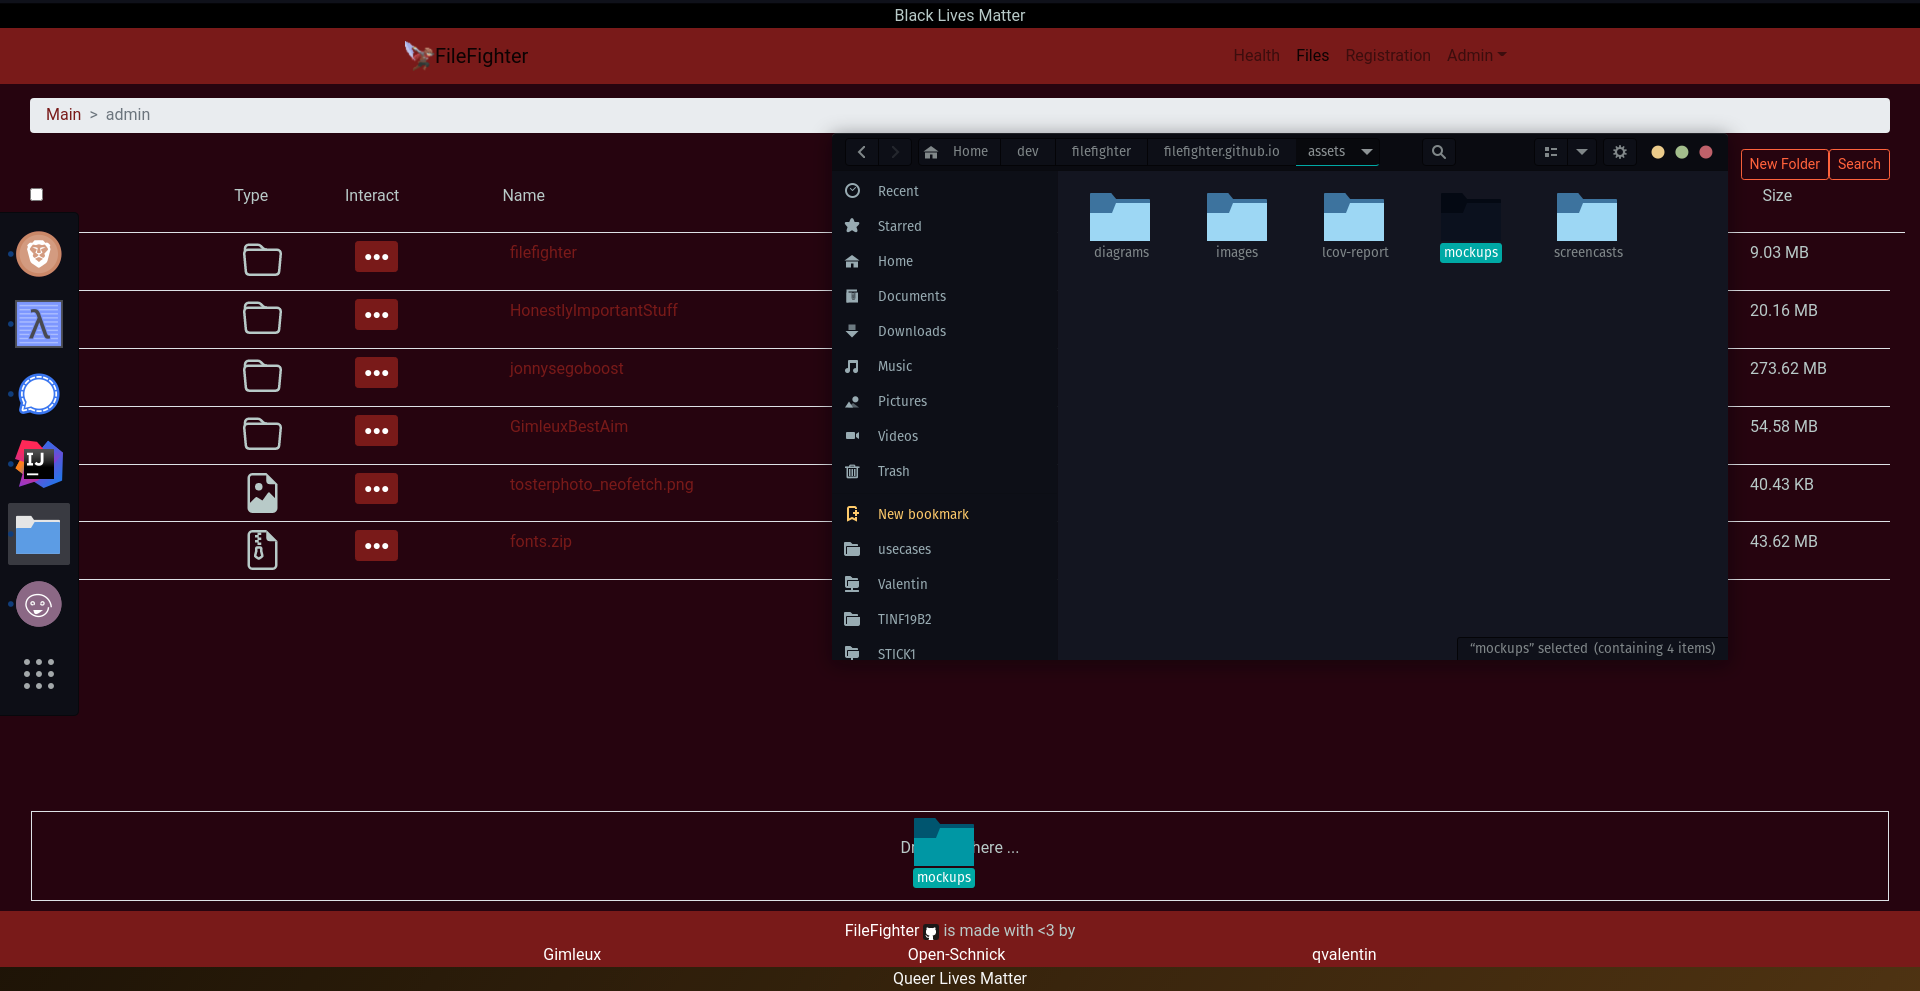 Black Lives Matter
FileFighter
Health Files Registration Admin
Main > admin
Home dev filefighter filefighter.github.io assets
New Folder Search
Type Interact Name Size
Recent
Starred
Home
Documents
Downloads
Music
Pictures
Videos
Trash
New bookmark
usecases
Valentin
TINF19B2
STICK1
diagrams images lcov-report mockups screencasts
"mockups" selected (containing 4 items)
filefighter 9.03 MB
HonestlyImportantStuff 20.16 MB
jonnysegoboost 273.62 MB
GimleuxBestAim 54.58 MB
tosterphoto_neofetch.png 40.43 KB
fonts.zip 43.62 MB
λ
IJ
here ...
mockups
FileFighter is made with <3 by
Gimleux Open-Schnick qvalentin
Queer Lives Matter